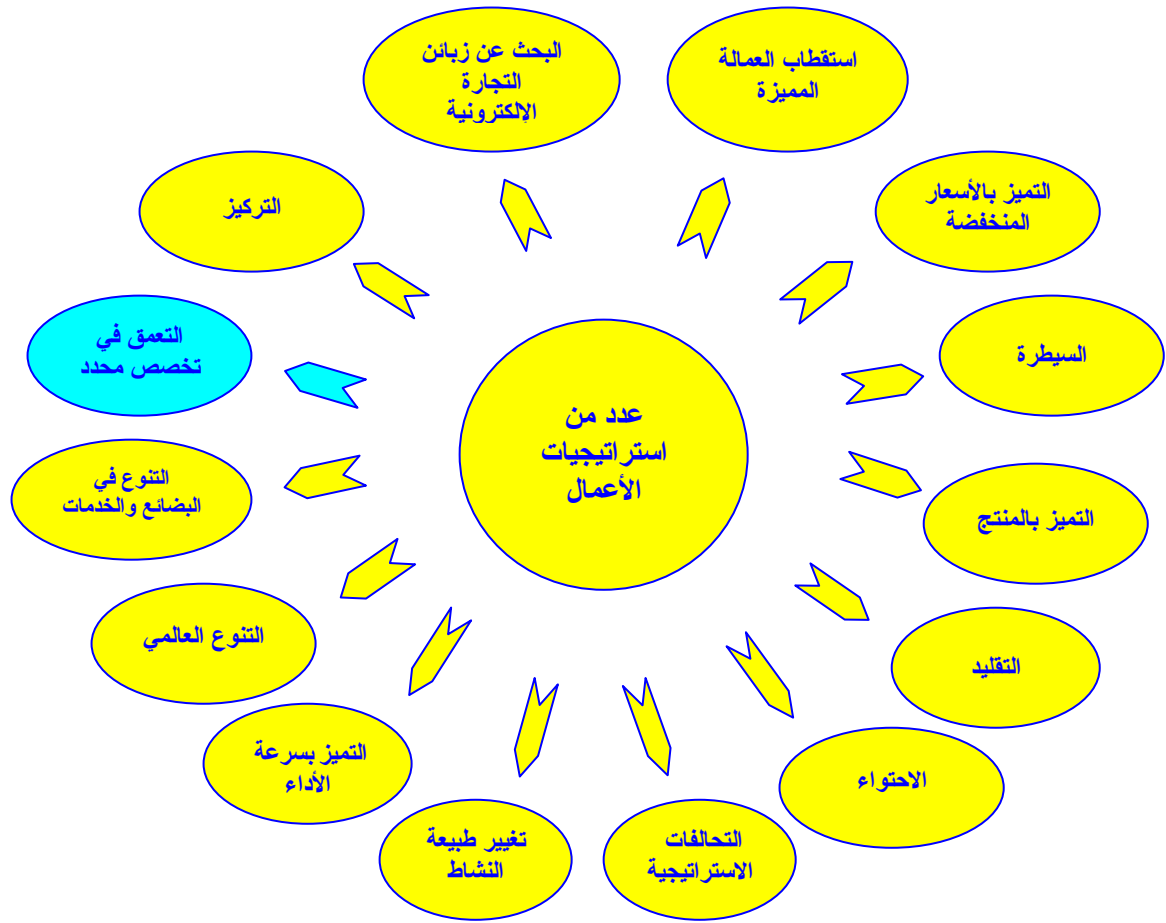 عدد من
استراتيجيات
الأعمال
استقطاب العمالة
المميزة
التميز بالأسعار
المنخفضة
السيطرة
التميز بالمنتج
التقليد
الاحتواء
التحالفات
الاستراتيجية
تغيير طبيعة
النشاط
التميز بسرعة
الأداء
التنوع العالمي
التنوع في
البضائع والخدمات
التعمق في
تخصص محدد
التركيز
البحث عن زبائن
التجارة
الإلكترونية